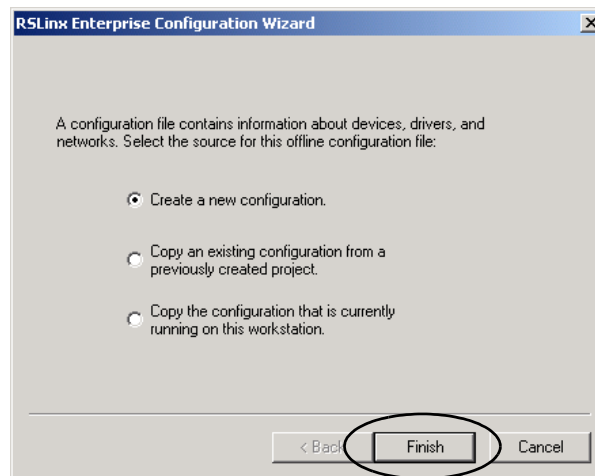 RSLinx Enterprise Configuration Wizard
A configuration file contains information about devices, drivers, and
networks. Select the source for this offline configuration file:
Create a new configuration.
Copy an existing configuration from a
previously created project.
Copy the configuration that is currently
running on this workstation.
< Back Finish Cancel